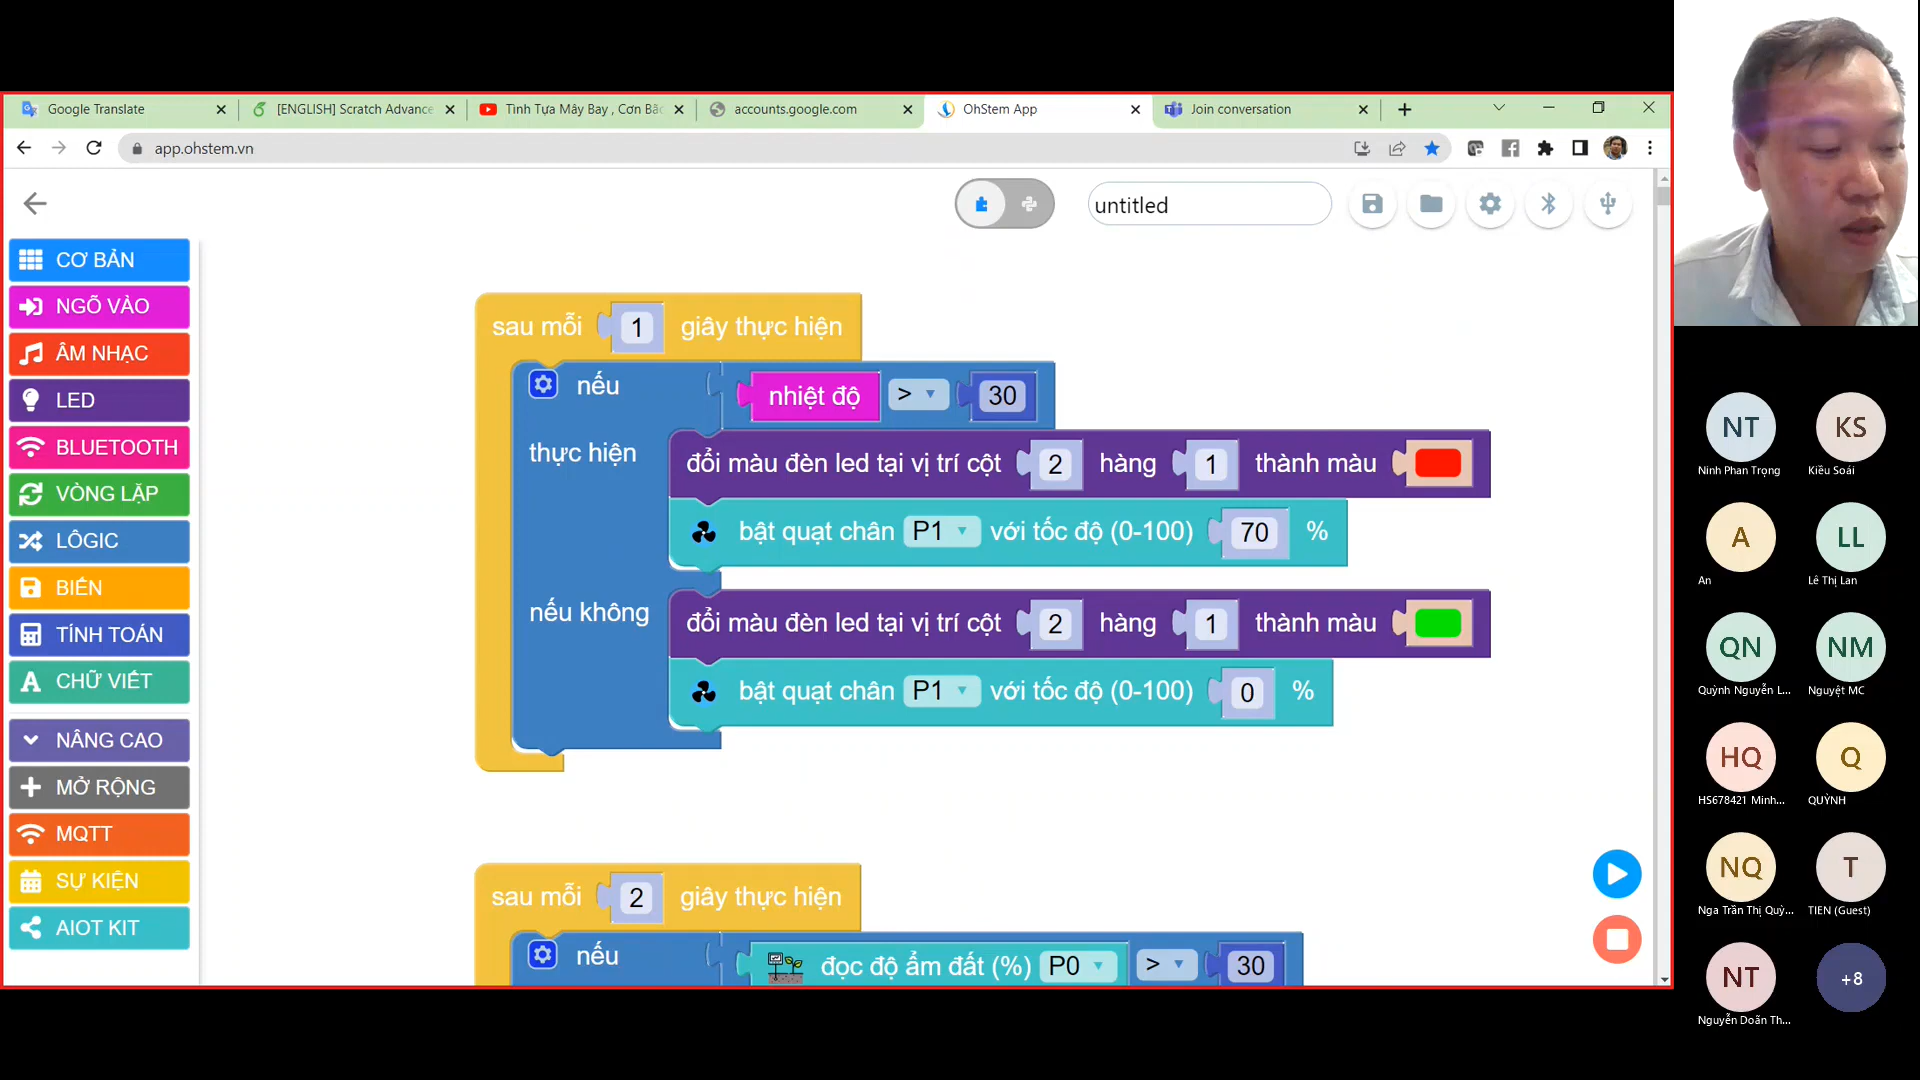 Google Translate
[ENGLISH] Scratch Advance
Tình Tựa Mây Bay , Cơn Bão
accounts.google.com
OhStem App
Join conversation
app.ohstem.vn
untitled
CƠ BẢN
NGÕ VÀO
ÂM NHẠC
LED
BLUETOOTH
VÒNG LẶP
LÔGIC
BIẾN
TÍNH TOÁN
CHỮ VIẾT
NÂNG CAO
MỞ RỘNG
MQTT
SỰ KIỆN
AIOT KIT
sau mỗi 1 giây thực hiện
nếu nhiệt độ > 30
thực hiện đổi màu đèn led tại vị trí cột 2 hàng 1 thành màu
bật quạt chân P1 với tốc độ (0-100) 70 %
nếu không đổi màu đèn led tại vị trí cột 2 hàng 1 thành màu
bật quạt chân P1 với tốc độ (0-100) 0 %
sau mỗi 2 giây thực hiện
nếu đọc độ ẩm đất (%) P0 > 30
NT KS
Ninh Phan Trọng Kiều Soái
A LL
An Lê Thị Lan
QN NM
Quỳnh Nguyễn L... Nguyệt MC
HQ Q
HS678421 Minh... QUỲNH
NQ T
Nga Trần Thị Quỳ... TIEN (Guest)
NT +8
Nguyễn Doãn Th...